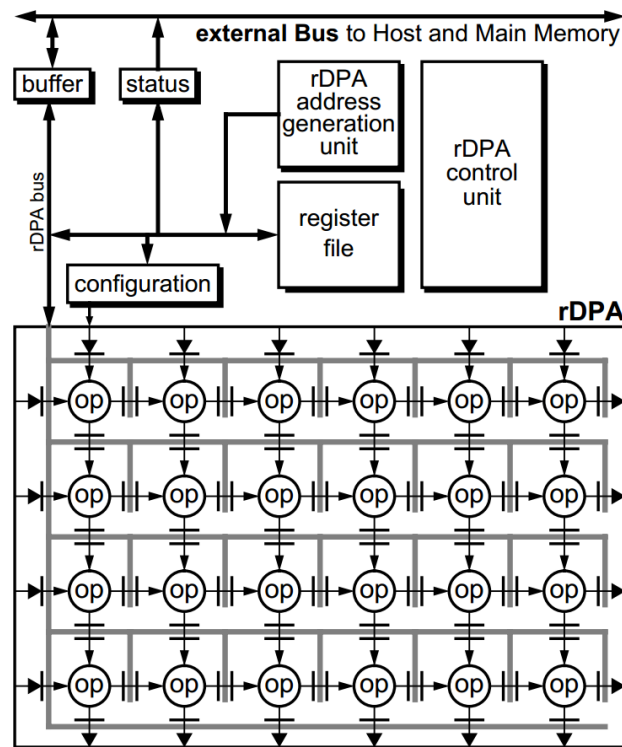 external Bus to Host and Main Memory
buffer
status
rDPA
address
generation
unit
rDPA
control
unit
rDPA bus
register
file
configuration
rDPA
op op op op op op
op op op op op op
op op op op op op
op op op op op op